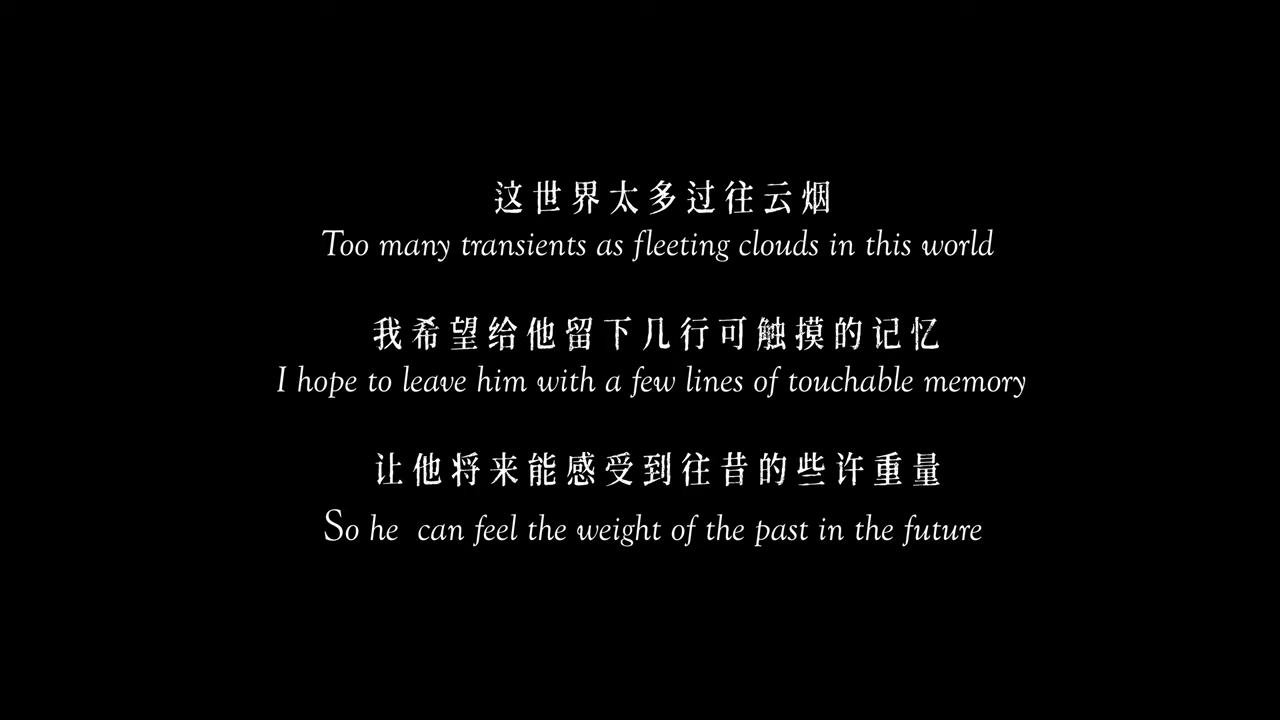 这世界太多过往云烟
Too many transients as fleeting clouds in this world
我希望给他留下几行可触摸的记忆
I hope to leave him with a few lines of touchable memory
让他将来能感受到往昔的些许重量
So he  can feel the weight of the past in the future